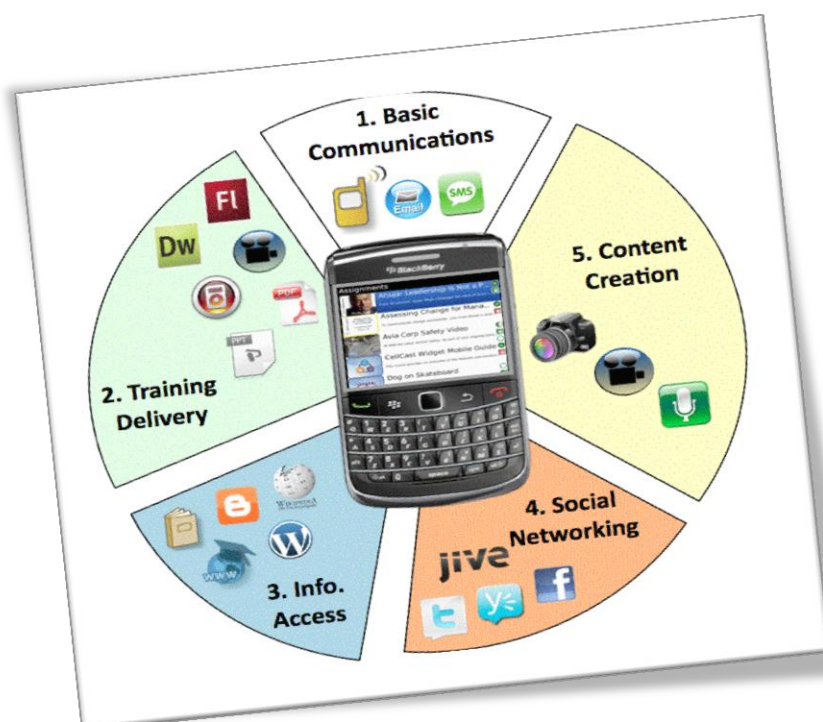 1. Basic
Communications
Email
SMS
Fl
Dw
PDF
PPT
2. Training
Delivery
5. Content
Creation
BlackBerry
Assignments
Assessing Change for Mana...
Asia Corp Safety Video
CellCast Widget Mobile Guide
Dog on Skateboard
WIKIPEDIA
W
www
3. Info.
Access
4. Social
Networking
jive
t
y
f